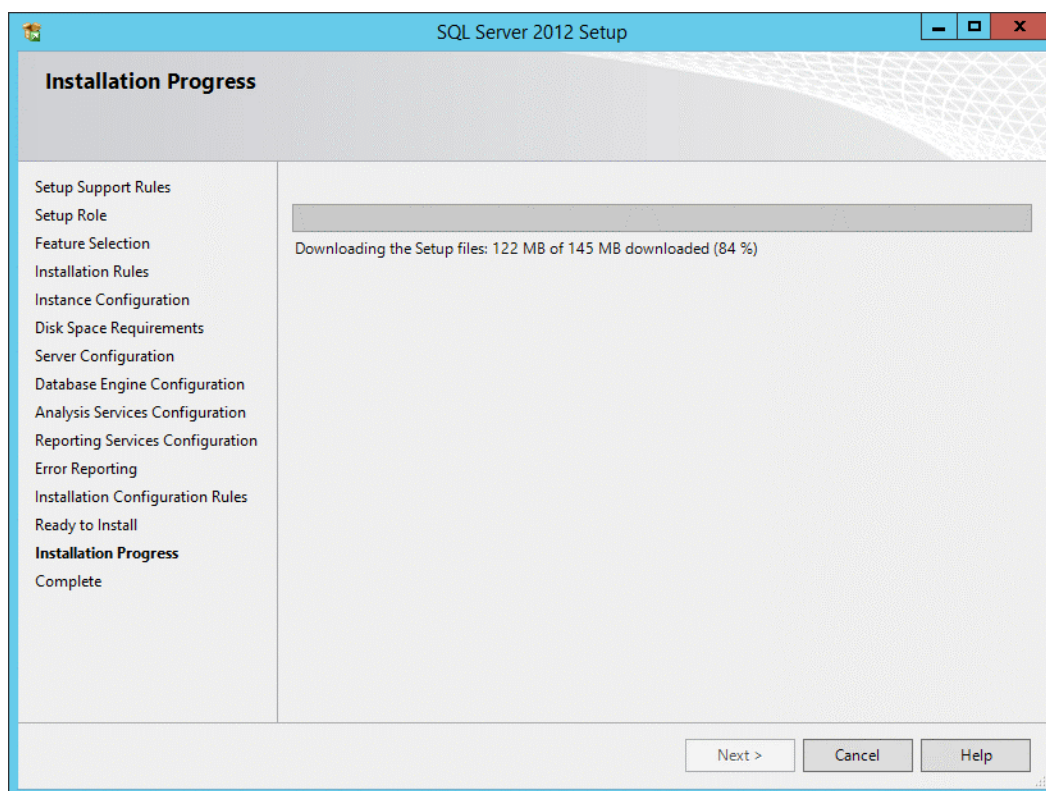 SQL Server 2012 Setup
Installation Progress
Setup Support Rules
Setup Role
Feature Selection
Installation Rules
Instance Configuration
Disk Space Requirements
Server Configuration
Database Engine Configuration
Analysis Services Configuration
Reporting Services Configuration
Error Reporting
Installation Configuration Rules
Ready to Install
Installation Progress
Complete
Downloading the Setup files: 122 MB of 145 MB downloaded (84 %)
Next >
Cancel
Help